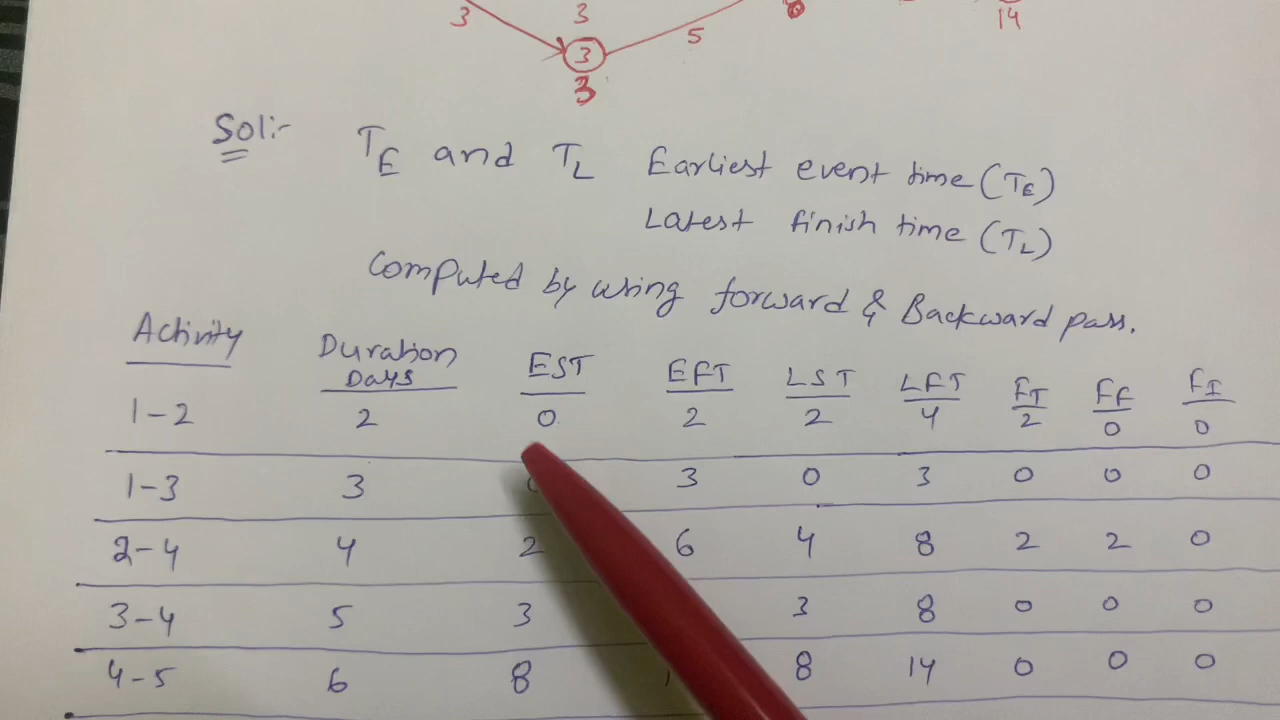 3 3 5 8 14
3
3
Sol:-
TE and TL Earliest event time (TE)
Latest finish time (TL)
Computed by using forward & Backward pass.
Activity Duration Days EST EFT LST LFT FT FF FI
1-2 2 0 2 2 4 2 0 0
1-3 3 0 3 0 3 0 0 0
2-4 4 2 6 4 8 2 2 0
3-4 5 3 3 8 0 0 0
4-5 6 8 8 14 0 0 0